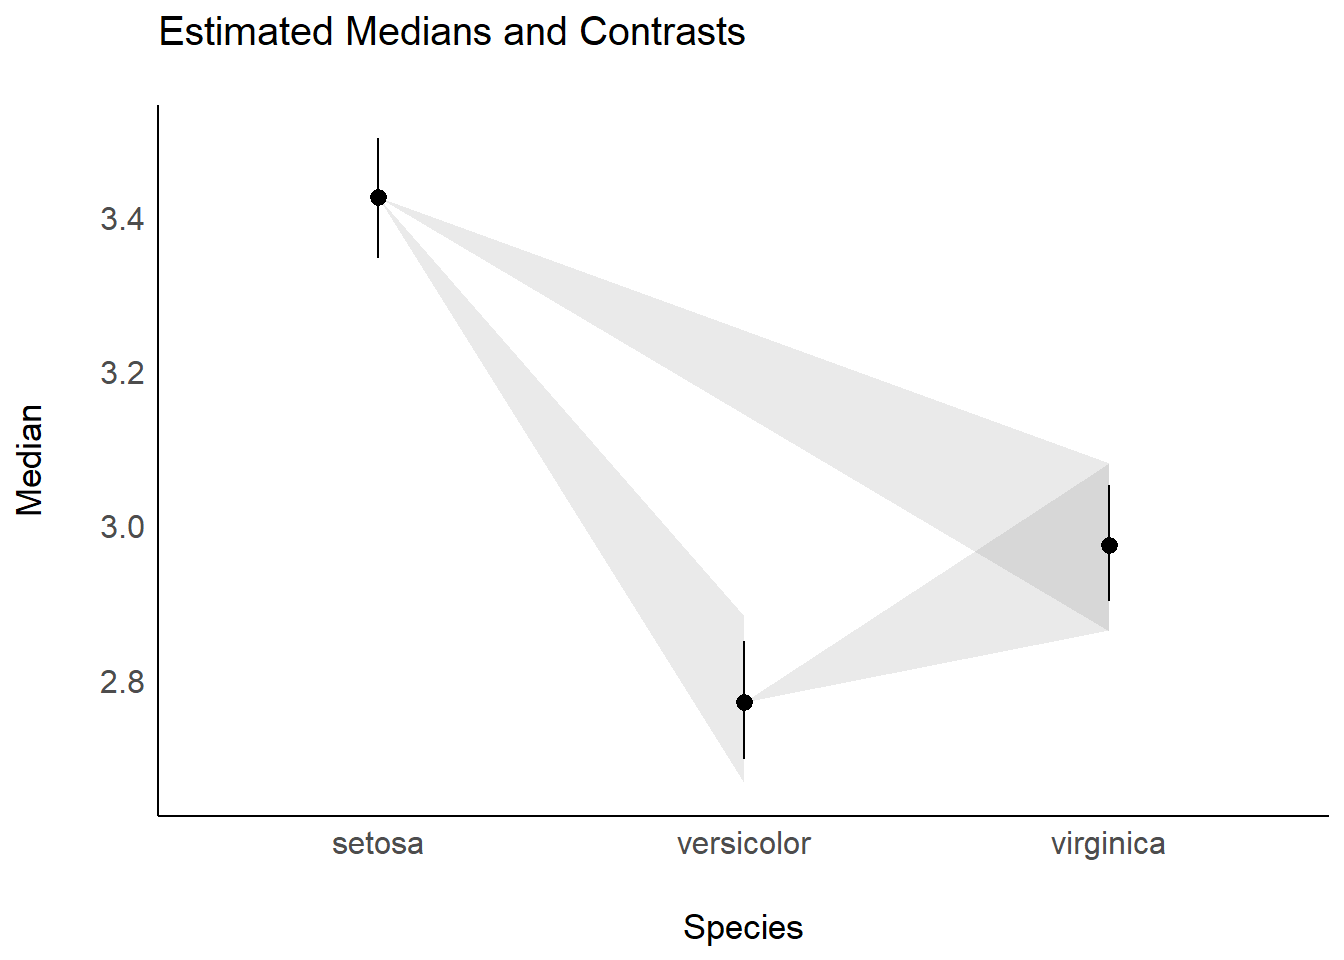 Estimated Medians and Contrasts
3.4
3.2
3.0
2.8
Median
setosa
versicolor
virginica
Species